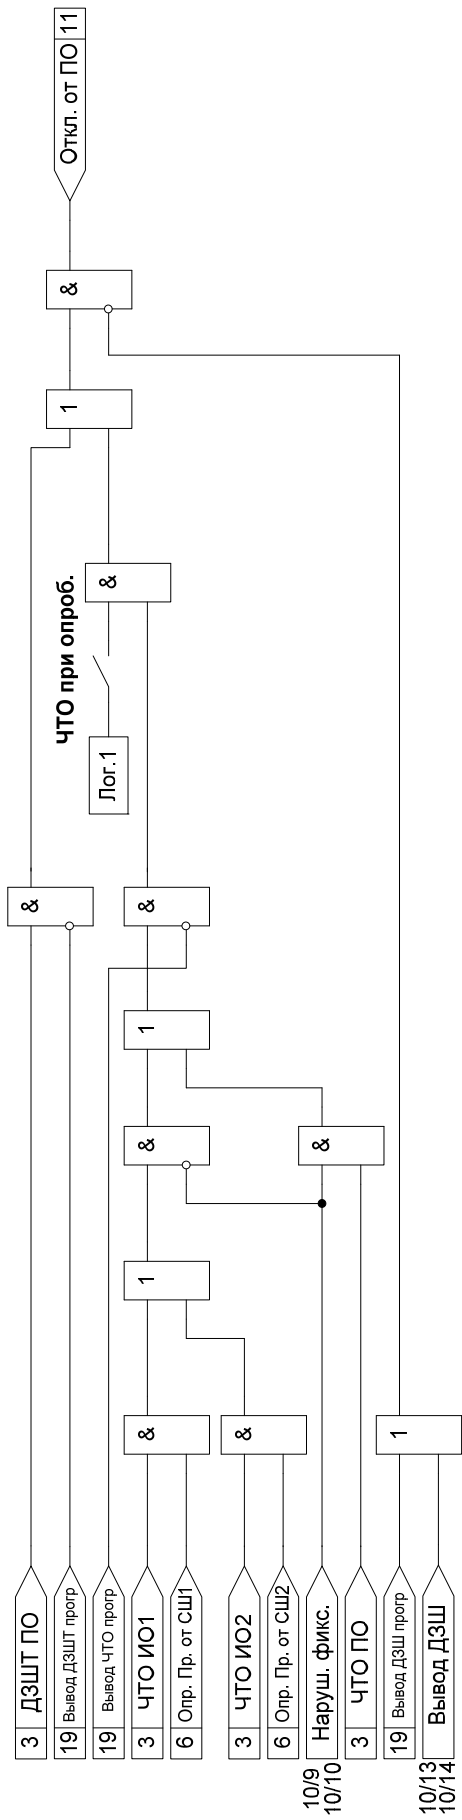 3 ДЗШТ ПО
19 Вывод ДЗШТ прогр
19 Вывод ЧТО прогр
3 ЧТО ИО1
6 Опр. Пр. от СШ1
3 ЧТО ИО2
6 Опр. Пр. от СШ2
10/9
10/10
Наруш. фикс.
3 ЧТО ПО
19 Вывод ДЗШ прогр
10/13
10/14
Вывод ДЗШ
&
&
1
1
&
&
1
&
&
Лог.1
ЧТО при опроб.
&
1
&
Откл. от ПО 11